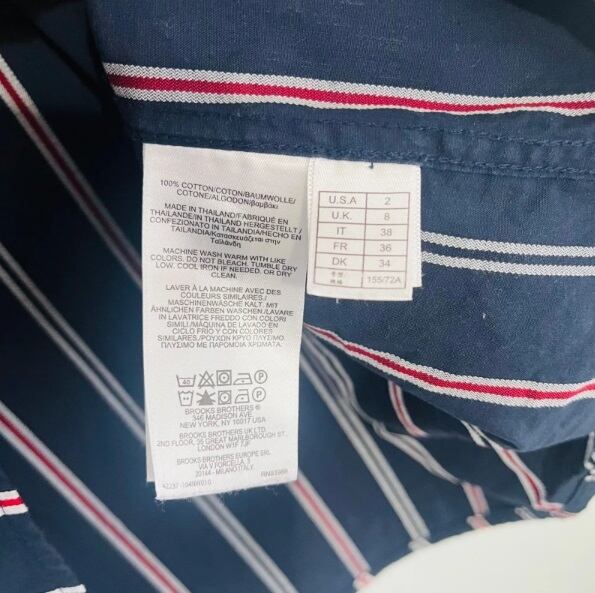 100% COTTON/COTON/BAUMWOLLE/
COTONE/ALGODON/βαμβάκι
MADE IN THAILAND/FABRIQUÉ EN
THAILANDE/IN THAILAND HERGESTELLT/
CONFEZIONATO IN TAILANDIA/HECHO EN
TAILANDIA/Κατασκευάζεται στην
Ταϊλάνδη
MACHINE WASH WARM WITH LIKE
COLORS. DO NOT BLEACH. TUMBLE DRY
LOW. COOL IRON IF NEEDED. OR DRY
CLEAN.
LAVER À LA MACHINE AVEC DES
COULEURS SIMILAIRES/
MASCHINENWÄSCHE KALT. MIT
ÄHNLICHEN FARBEN WASCHEN/LAVARE
IN LAVATRICE FREDDO CON COLORI
SIMILI/MÁQUINA DE LAVADO EN
CICLO FRÍO Y CON COLORES
SIMILARES/ΡΟΥΧΩΝ ΠΛΥΣΙΜΟ ΚΡΥΟ
ΠΛΥΣΙΜΟ ΜΕ ΠΑΡΟΜΟΙΑ ΧΡΩΜΑΤΑ.
40
BROOKS BROTHERS ®
346 MADISON AVE
NEW YORK, NY 10017 USA
BROOKS BROTHERS UK LTD.
2ND FLOOR, 35 GREAT MARLBOROUGH ST.
LONDON W1F 7JF
BROOKS BROTHERS EUROPE SRL
VIA V FORCELLA, 5
20144 - MILANO ITALY.
U.S.A 2
U.K. 8
IT 38
FR 36
DK 34
155/72A